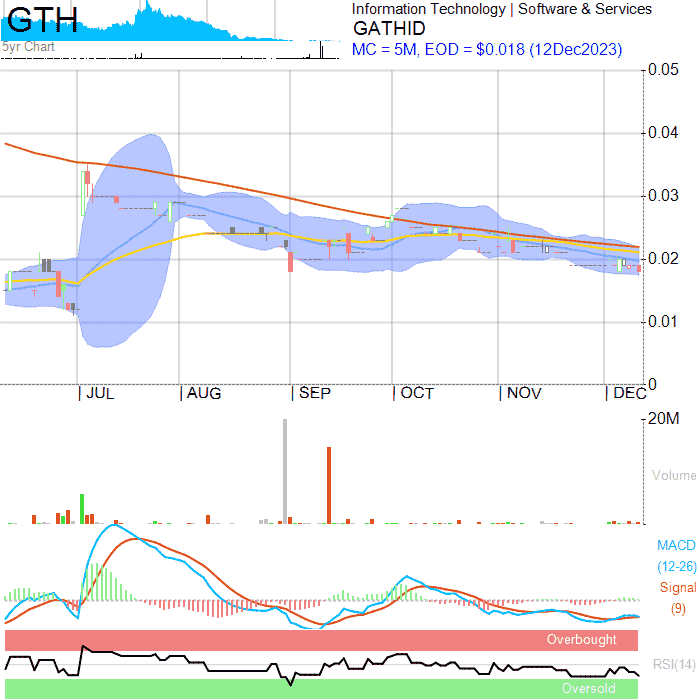 GTH
5yr Chart
Information Technology | Software & Services
GATHID
MC = 5M, EOD = $0.018 (12Dec2023)
0.05
0.04
0.03
0.02
0.01
0
| JUL | AUG | SEP | OCT | NOV | DEC
20M
Volume
MACD
(12-26)
Signal
(9)
Overbought
RSI(14)
Oversold